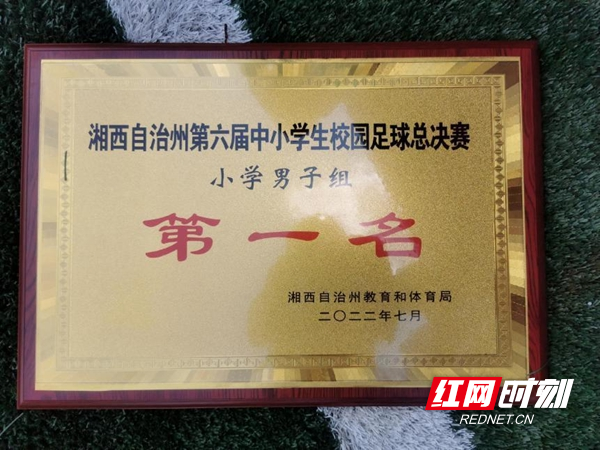 湘西自治州第六届中小学生校园足球总决赛
小学男子组
第一名
湘西自治州教育和体育局
二〇二二年七月
红网时刻
REDNET.CN